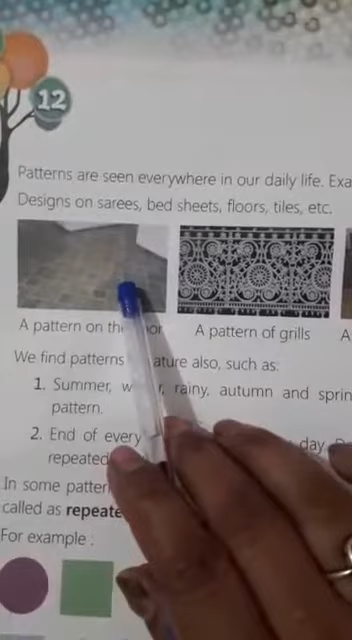 12
Patterns are seen everywhere in our daily life. Exa
Designs on sarees, bed sheets, floors, tiles, etc.
A pattern on th oor
A pattern of grills
A
We find patterns ature also, such as:
1. Summer, w r, rainy, autumn and sprin
pattern.
2. End of every day
repeated
In some patter
called as repeate
For example :